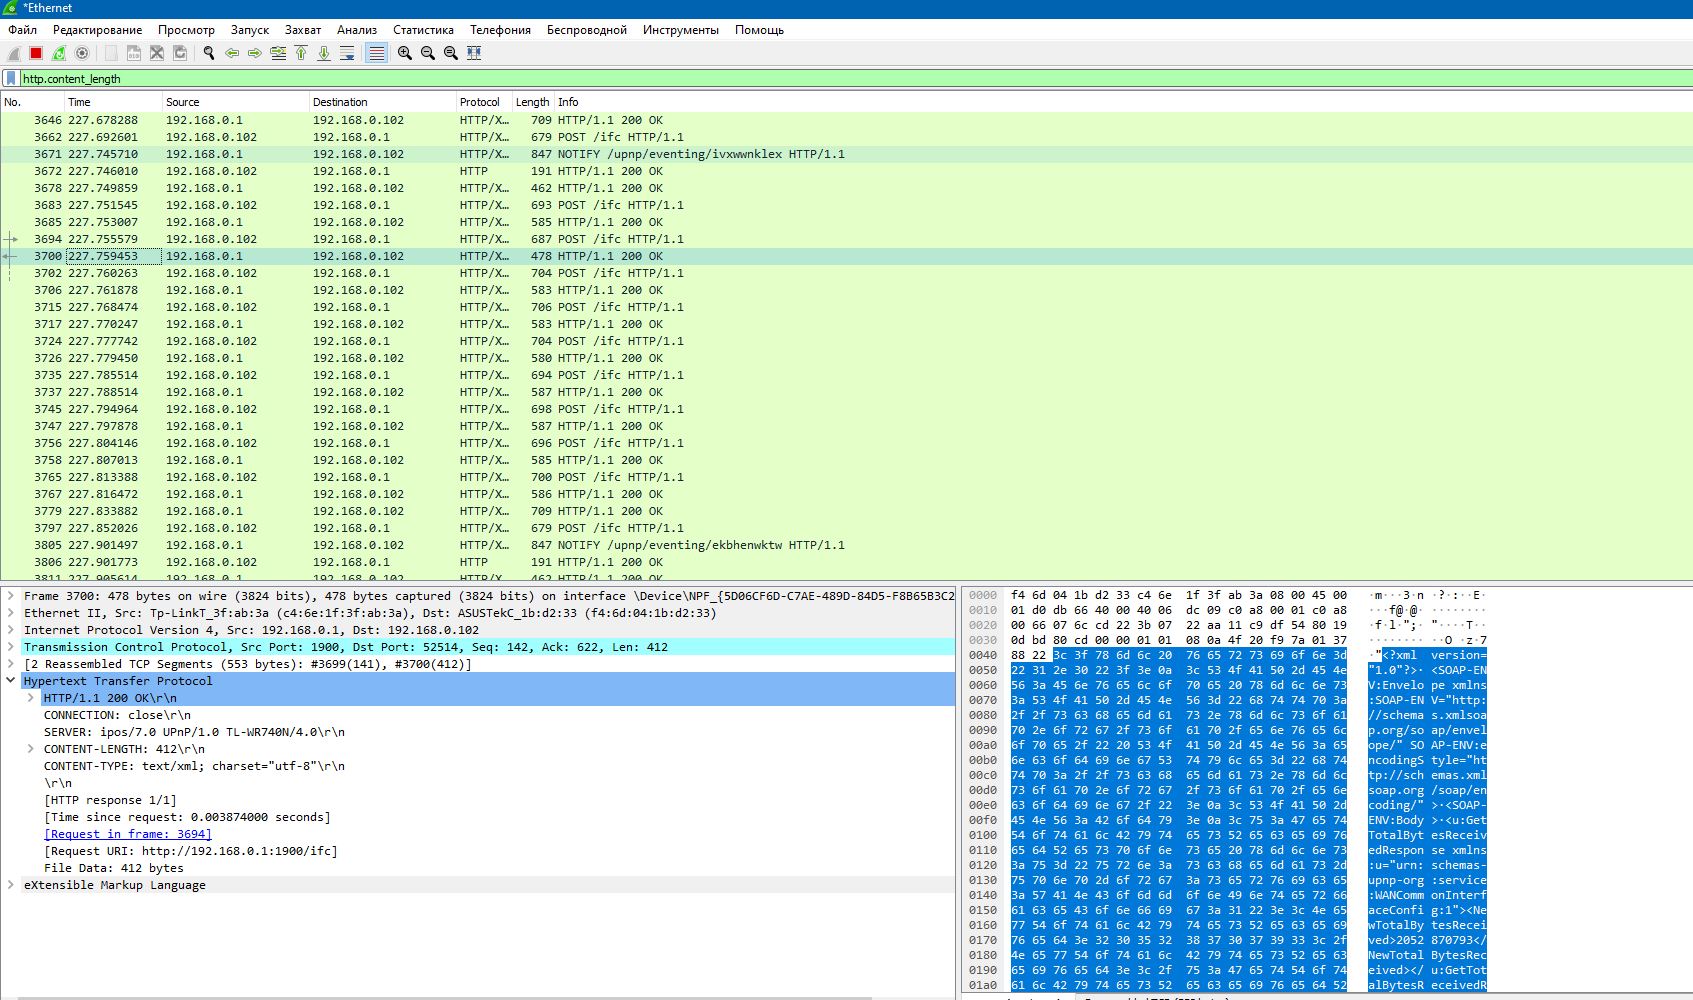 *Ethernet
Файл Редактирование Просмотр Запуск Захват Анализ Статистика Телефония Беспроводной Инструменты Помощь
http.content_length
No. Time Source Destination Protocol Length Info
3646 227.678288 192.168.0.1 192.168.0.102 HTTP/X… 709 HTTP/1.1 200 OK
3662 227.692601 192.168.0.102 192.168.0.1 HTTP/X… 679 POST /ifc HTTP/1.1
3671 227.745710 192.168.0.1 192.168.0.102 HTTP/X… 847 NOTIFY /upnp/eventing/ivxwwnklex HTTP/1.1
3672 227.746010 192.168.0.102 192.168.0.1 HTTP 191 HTTP/1.1 200 OK
3678 227.749859 192.168.0.1 192.168.0.102 HTTP/X… 462 HTTP/1.1 200 OK
3683 227.751545 192.168.0.102 192.168.0.1 HTTP/X… 693 POST /ifc HTTP/1.1
3685 227.753007 192.168.0.1 192.168.0.102 HTTP/X… 585 HTTP/1.1 200 OK
3694 227.755579 192.168.0.102 192.168.0.1 HTTP/X… 687 POST /ifc HTTP/1.1
3700 227.759453 192.168.0.1 192.168.0.102 HTTP/X… 478 HTTP/1.1 200 OK
3702 227.760263 192.168.0.102 192.168.0.1 HTTP/X… 704 POST /ifc HTTP/1.1
3706 227.761878 192.168.0.1 192.168.0.102 HTTP/X… 583 HTTP/1.1 200 OK
3715 227.768474 192.168.0.102 192.168.0.1 HTTP/X… 706 POST /ifc HTTP/1.1
3717 227.770247 192.168.0.1 192.168.0.102 HTTP/X… 583 HTTP/1.1 200 OK
3724 227.777742 192.168.0.102 192.168.0.1 HTTP/X… 704 POST /ifc HTTP/1.1
3726 227.779450 192.168.0.1 192.168.0.102 HTTP/X… 580 HTTP/1.1 200 OK
3735 227.785514 192.168.0.102 192.168.0.1 HTTP/X… 694 POST /ifc HTTP/1.1
3737 227.788514 192.168.0.1 192.168.0.102 HTTP/X… 587 HTTP/1.1 200 OK
3745 227.794964 192.168.0.102 192.168.0.1 HTTP/X… 698 POST /ifc HTTP/1.1
3747 227.797878 192.168.0.1 192.168.0.102 HTTP/X… 587 HTTP/1.1 200 OK
3756 227.804146 192.168.0.102 192.168.0.1 HTTP/X… 696 POST /ifc HTTP/1.1
3758 227.807013 192.168.0.1 192.168.0.102 HTTP/X… 585 HTTP/1.1 200 OK
3765 227.813388 192.168.0.102 192.168.0.1 HTTP/X… 700 POST /ifc HTTP/1.1
3767 227.816472 192.168.0.1 192.168.0.102 HTTP/X… 586 HTTP/1.1 200 OK
3779 227.833882 192.168.0.1 192.168.0.102 HTTP/X… 709 HTTP/1.1 200 OK
3797 227.852026 192.168.0.102 192.168.0.1 HTTP/X… 679 POST /ifc HTTP/1.1
3805 227.901497 192.168.0.1 192.168.0.102 HTTP/X… 847 NOTIFY /upnp/eventing/ekbhenwktw HTTP/1.1
3806 227.901773 192.168.0.102 192.168.0.1 HTTP 191 HTTP/1.1 200 OK
3811 227.905614 192.168.0.1 192.168.0.102 HTTP/X 462 HTTP/1.1 200 OK
Frame 3700: 478 bytes on wire (3824 bits), 478 bytes captured (3824 bits) on interface \Device\NPF_{5D06CF6D-C7AE-489D-84D5-F8B65B3C2
Ethernet II, Src: Tp-LinkT_3f:ab:3a (c4:6e:1f:3f:ab:3a), Dst: ASUSTekC_1b:d2:33 (f4:6d:04:1b:d2:33)
Internet Protocol Version 4, Src: 192.168.0.1, Dst: 192.168.0.102
Transmission Control Protocol, Src Port: 1900, Dst Port: 52514, Seq: 142, Ack: 622, Len: 412
[2 Reassembled TCP Segments (553 bytes): #3699(141), #3700(412)]
Hypertext Transfer Protocol
HTTP/1.1 200 OK\r\n
CONNECTION: close\r\n
SERVER: ipos/7.0 UPnP/1.0 TL-WR740N/4.0\r\n
CONTENT-LENGTH: 412\r\n
CONTENT-TYPE: text/xml; charset="utf-8"\r\n
\r\n
[HTTP response 1/1]
[Time since request: 0.003874000 seconds]
[Request in frame: 3694]
[Request URI: http://192.168.0.1:1900/ifc]
File Data: 412 bytes
eXtensible Markup Language
0000 f4 6d 04 1b d2 33 c4 6e 1f 3f ab 3a 08 00 45 00 ·m···3·n ·?·:··E·
0010 01 d0 db 66 40 00 40 06 dc 09 c0 a8 00 01 c0 a8 ···f@·@· ········
0020 00 66 07 6c cd 22 3b 07 22 aa 11 c9 df 54 80 19 ·f·l·";· "····T··
0030 0d bd 80 cd 00 00 01 01 08 0a 4f 20 f9 7a 01 37 ········ ··O ·z·7
0040 88 22 3c 3f 78 6d 6c 20 76 65 72 73 69 6f 6e 3d ·"<?xml version=
0050 22 31 2e 30 22 3f 3e 0a 3c 53 4f 41 50 2d 45 4e "1.0"?>· <SOAP-EN
0060 56 3a 45 6e 76 65 6c 6f 70 65 20 78 6d 6c 6e 73 V:Envelo pe xmlns
0070 3a 53 4f 41 50 2d 45 4e 56 3d 22 68 74 74 70 3a :SOAP-EN V="http:
0080 2f 2f 73 63 68 65 6d 61 73 2e 78 6d 6c 73 6f 61 //schema s.xmlsoa
0090 70 2e 6f 72 67 2f 73 6f 61 70 2f 65 6e 76 65 6c p.org/so ap/envel
00a0 6f 70 65 2f 22 20 53 4f 41 50 2d 45 4e 56 3a 65 ope/" SO AP-ENV:e
00b0 6e 63 6f 64 69 6e 67 53 74 79 6c 65 3d 22 68 74 ncodingS tyle="ht
00c0 74 70 3a 2f 2f 73 63 68 65 6d 61 73 2e 78 6d 6c tp://sch emas.xml
00d0 73 6f 61 70 2e 6f 72 67 2f 73 6f 61 70 2f 65 6e soap.org /soap/en
00e0 63 6f 64 69 6e 67 2f 22 3e 0a 3c 53 4f 41 50 2d coding/" >·<SOAP-
00f0 45 4e 56 3a 42 6f 64 79 3e 0a 3c 75 3a 47 65 74 ENV:Body >·<u:Get
0100 54 6f 74 61 6c 42 79 74 65 73 52 65 63 65 69 76 TotalByt esReceiv
0110 65 64 52 65 73 70 6f 6e 73 65 20 78 6d 6c 6e 73 edRespon se xmlns
0120 3a 75 3d 22 75 72 6e 3a 73 63 68 65 6d 61 73 2d :u="urn: schemas-
0130 75 70 6e 70 2d 6f 72 67 3a 73 65 72 76 69 63 65 upnp-org :service
0140 3a 57 41 4e 43 6f 6d 6d 6f 6e 49 6e 74 65 72 66 :WANComm onInterf
0150 61 63 65 43 6f 6e 66 69 67 3a 31 22 3e 3c 4e 65 aceConfi g:1"><Ne
0160 77 54 6f 74 61 6c 42 79 74 65 73 52 65 63 65 69 wTotalBy tesRecei
0170 76 65 64 3e 32 30 35 32 38 37 30 37 39 33 3c 2f ved>2052 870793</
0180 4e 65 77 54 6f 74 61 6c 42 79 74 65 73 52 65 63 NewTotal BytesRec
0190 65 69 76 65 64 3e 3c 2f 75 3a 47 65 74 54 6f 74 eived></ u:GetTot
01a0 61 6c 42 79 74 65 73 52 65 63 65 69 76 65 64 52 alBytesR eceivedR